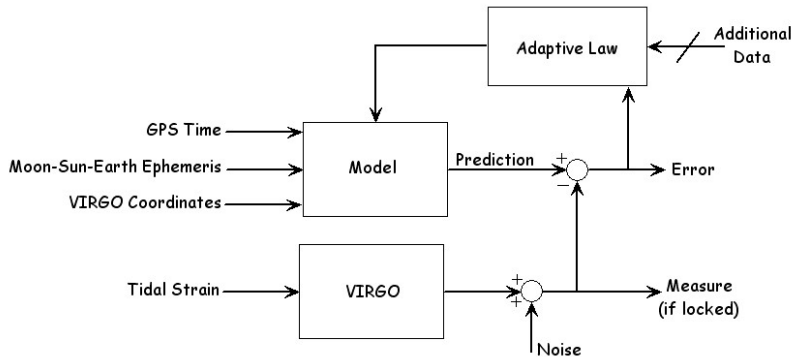 Adaptive Law
Additional
Data
GPS Time
Moon-Sun-Earth Ephemeris
VIRGO Coordinates
Model
Prediction
+
−
Error
Tidal Strain
VIRGO
+
+
Measure
(if locked)
Noise